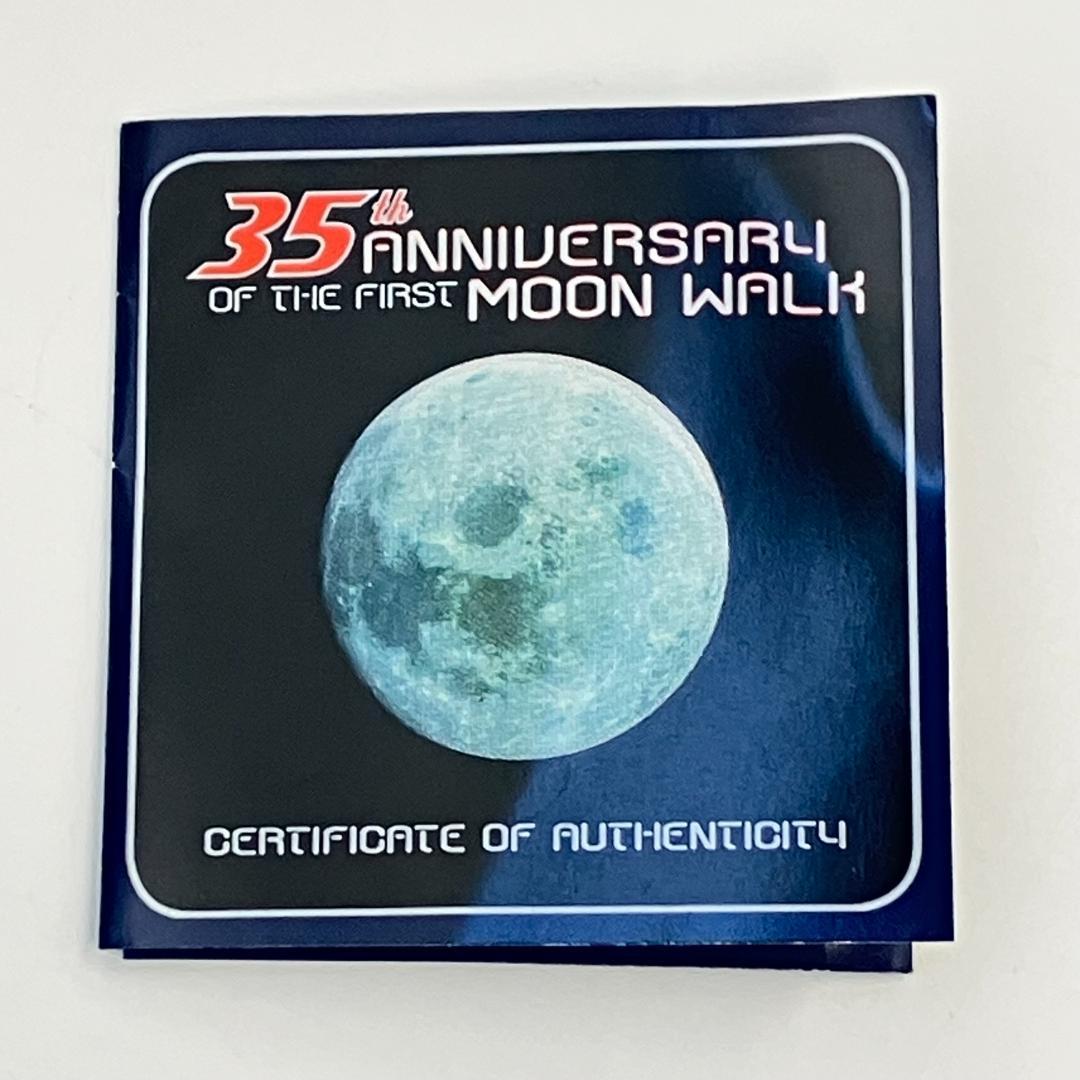 35th ANNIVERSARY
OF THE FIRST MOON WALK
CERTIFICATE OF AUTHENTICITY